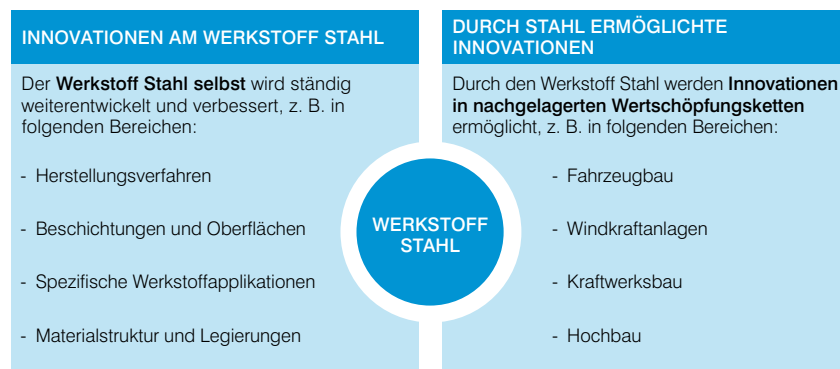 INNOVATIONEN AM WERKSTOFF STAHL
Der Werkstoff Stahl selbst wird ständig
weiterentwickelt und verbessert, z. B. in
folgenden Bereichen:
- Herstellungsverfahren
- Beschichtungen und Oberflächen
- Spezifische Werkstoffapplikationen
- Materialstruktur und Legierungen
WERKSTOFF
STAHL
DURCH STAHL ERMÖGLICHTE
INNOVATIONEN
Durch den Werkstoff Stahl werden Innovationen
in nachgelagerten Wertschöpfungsketten
ermöglicht, z. B. in folgenden Bereichen:
- Fahrzeugbau
- Windkraftanlagen
- Kraftwerksbau
- Hochbau